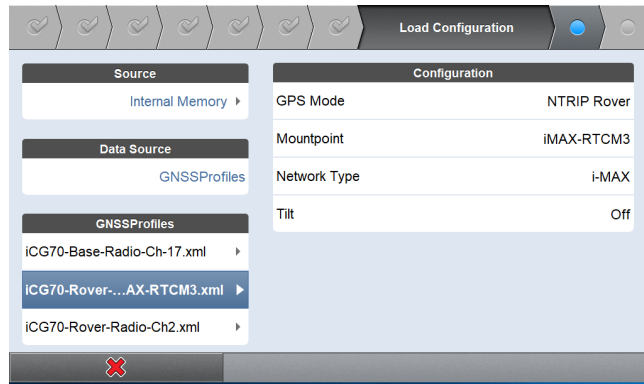 Load Configuration
Source
Internal Memory
Data Source
GNSSProfiles
GNSSProfiles
iCG70-Base-Radio-Ch-17.xml
iCG70-Rover-...AX-RTCM3.xml
iCG70-Rover-Radio-Ch2.xml
Configuration
GPS Mode NTRIP Rover
Mountpoint iMAX-RTCM3
Network Type i-MAX
Tilt Off